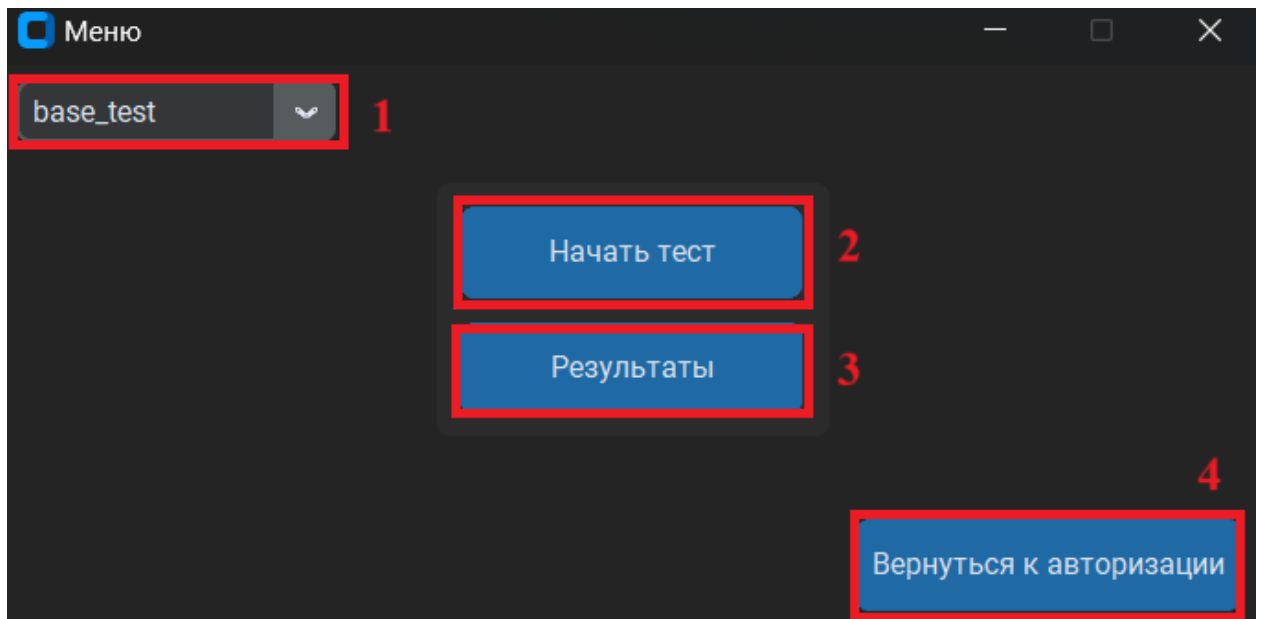 Меню
base_test 1
Начать тест 2
Результаты 3
4
Вернуться к авторизации